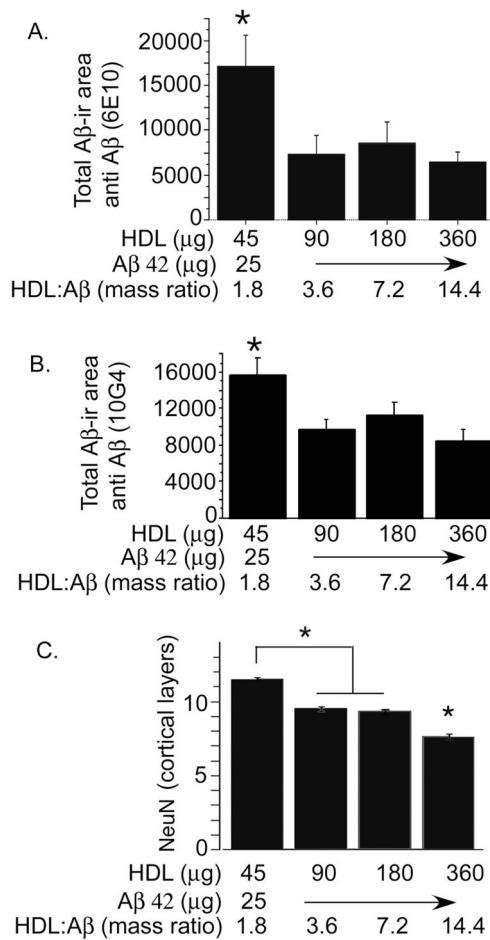 A.
Total Aβ-ir area
anti Aβ (6E10)
20000
15000
10000
5000
0
*
HDL (μg) 45 90 180 360
Aβ 42 (μg) 25
HDL:Aβ (mass ratio) 1.8 3.6 7.2 14.4
B.
Total Aβ-ir area
anti Aβ (10G4)
16000
12000
8000
4000
0
*
HDL (μg) 45 90 180 360
Aβ 42 (μg) 25
HDL:Aβ (mass ratio) 1.8 3.6 7.2 14.4
C.
NeuN (cortical layers)
10
5
0
*
*
HDL (μg) 45 90 180 360
Aβ 42 (μg) 25
HDL:Aβ (mass ratio) 1.8 3.6 7.2 14.4